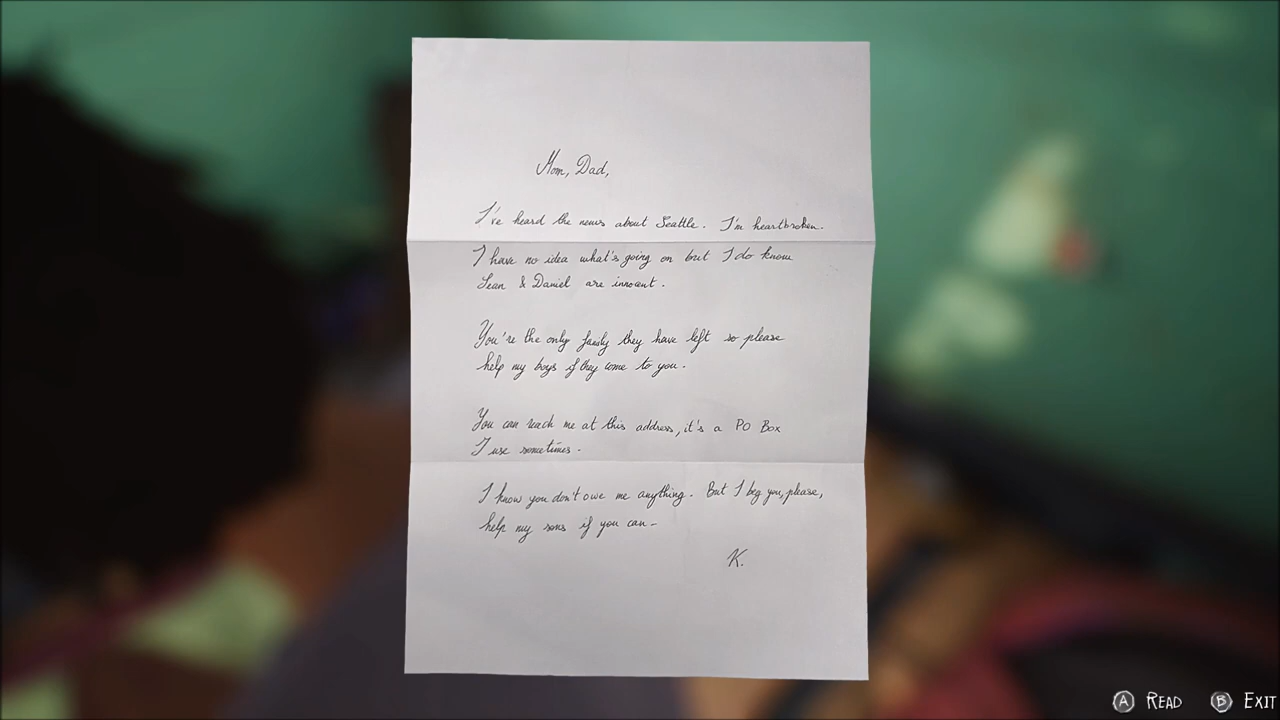 Mom, Dad,
I've heard the news about Seattle. I'm heartbroken.
I have no idea what's going on but I do know
Sean & Daniel are innocent.
You're the only family they have left so please
help my boys if they come to you.
You can reach me at this address, it's a PO Box
I use sometimes.
I know you don't owe me anything. But I beg you, please,
help my sons if you can.
K.
A READ B EXIT